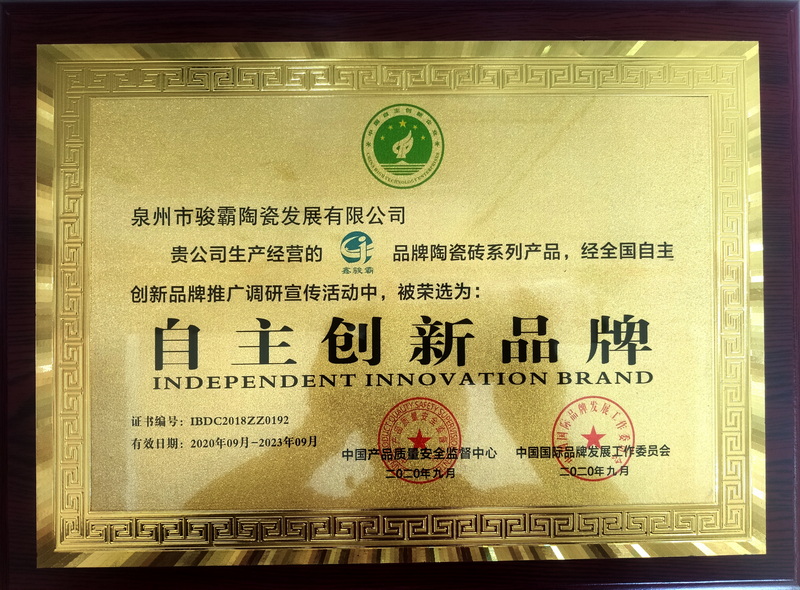 泉州市骏霸陶瓷发展有限公司
贵公司生产经营的 鑫骏霸 品牌陶瓷砖系列产品，经全国自主
创新品牌推广调研宣传活动中，被荣选为：
自主创新品牌
INDEPENDENT INNOVATION BRAND
证书编号：IBDC2018ZZ0192
有效日期：2020年09月-2023年09月
中国产品质量安全监督中心 中国国际品牌发展工作委员会
二0二0年九月 二0二0年九月